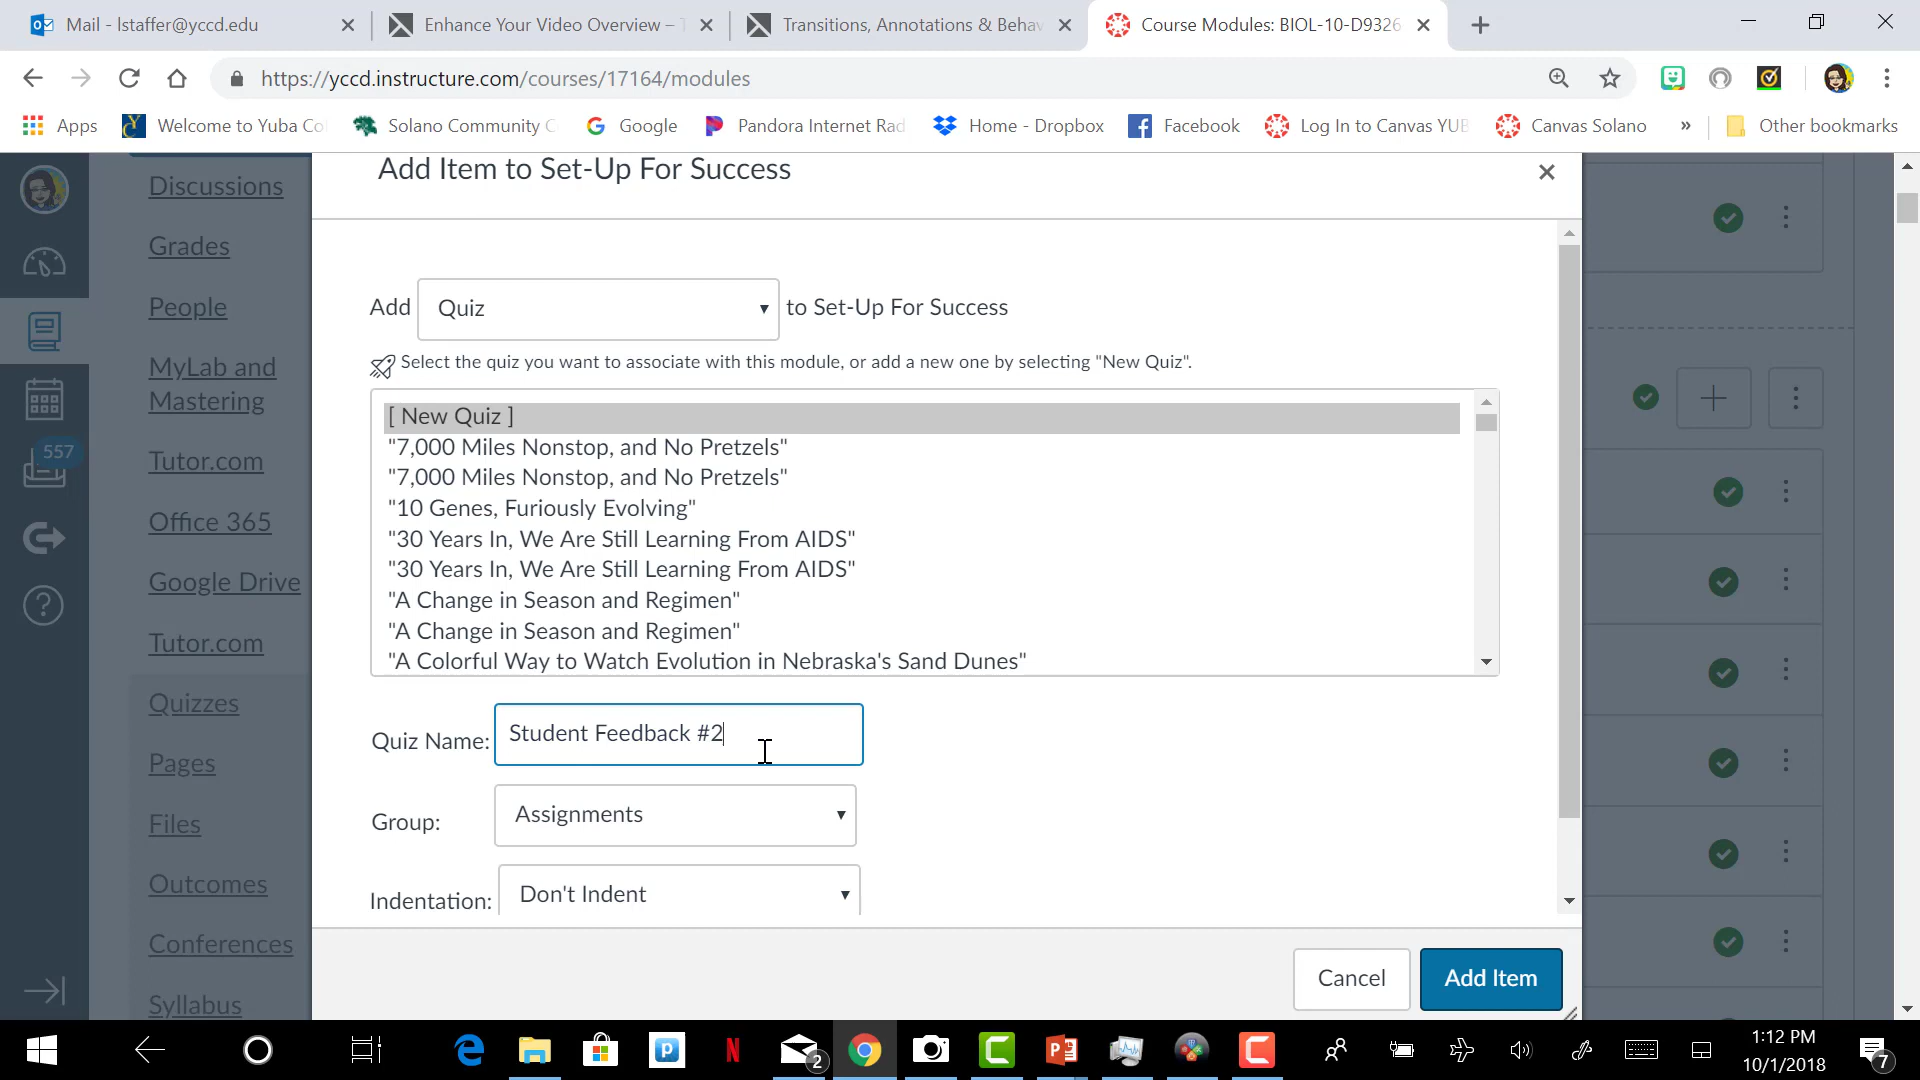 Mail - lstaffer@yccd.edu
Enhance Your Video Overview –
Transitions, Annotations & Behav
Course Modules: BIOL-10-D9326
https://yccd.instructure.com/courses/17164/modules
Apps
Welcome to Yuba Co
Solano Community C
Google
Pandora Internet Rad
Home - Dropbox
Facebook
Log In to Canvas YUB
Canvas Solano
»
Other bookmarks
Discussions
Grades
People
MyLab and
Mastering
557
Tutor.com
Office 365
Google Drive
Tutor.com
Quizzes
Pages
Files
Outcomes
Conferences
Syllabus
Add Item to Set-Up For Success
Add Quiz to Set-Up For Success
Select the quiz you want to associate with this module, or add a new one by selecting "New Quiz".
[ New Quiz ]
"7,000 Miles Nonstop, and No Pretzels"
"7,000 Miles Nonstop, and No Pretzels"
"10 Genes, Furiously Evolving"
"30 Years In, We Are Still Learning From AIDS"
"30 Years In, We Are Still Learning From AIDS"
"A Change in Season and Regimen"
"A Change in Season and Regimen"
"A Colorful Way to Watch Evolution in Nebraska's Sand Dunes"
Quiz Name: Student Feedback #2
Group: Assignments
Indentation: Don't Indent
Cancel
Add Item
2
1:12 PM
10/1/2018
7